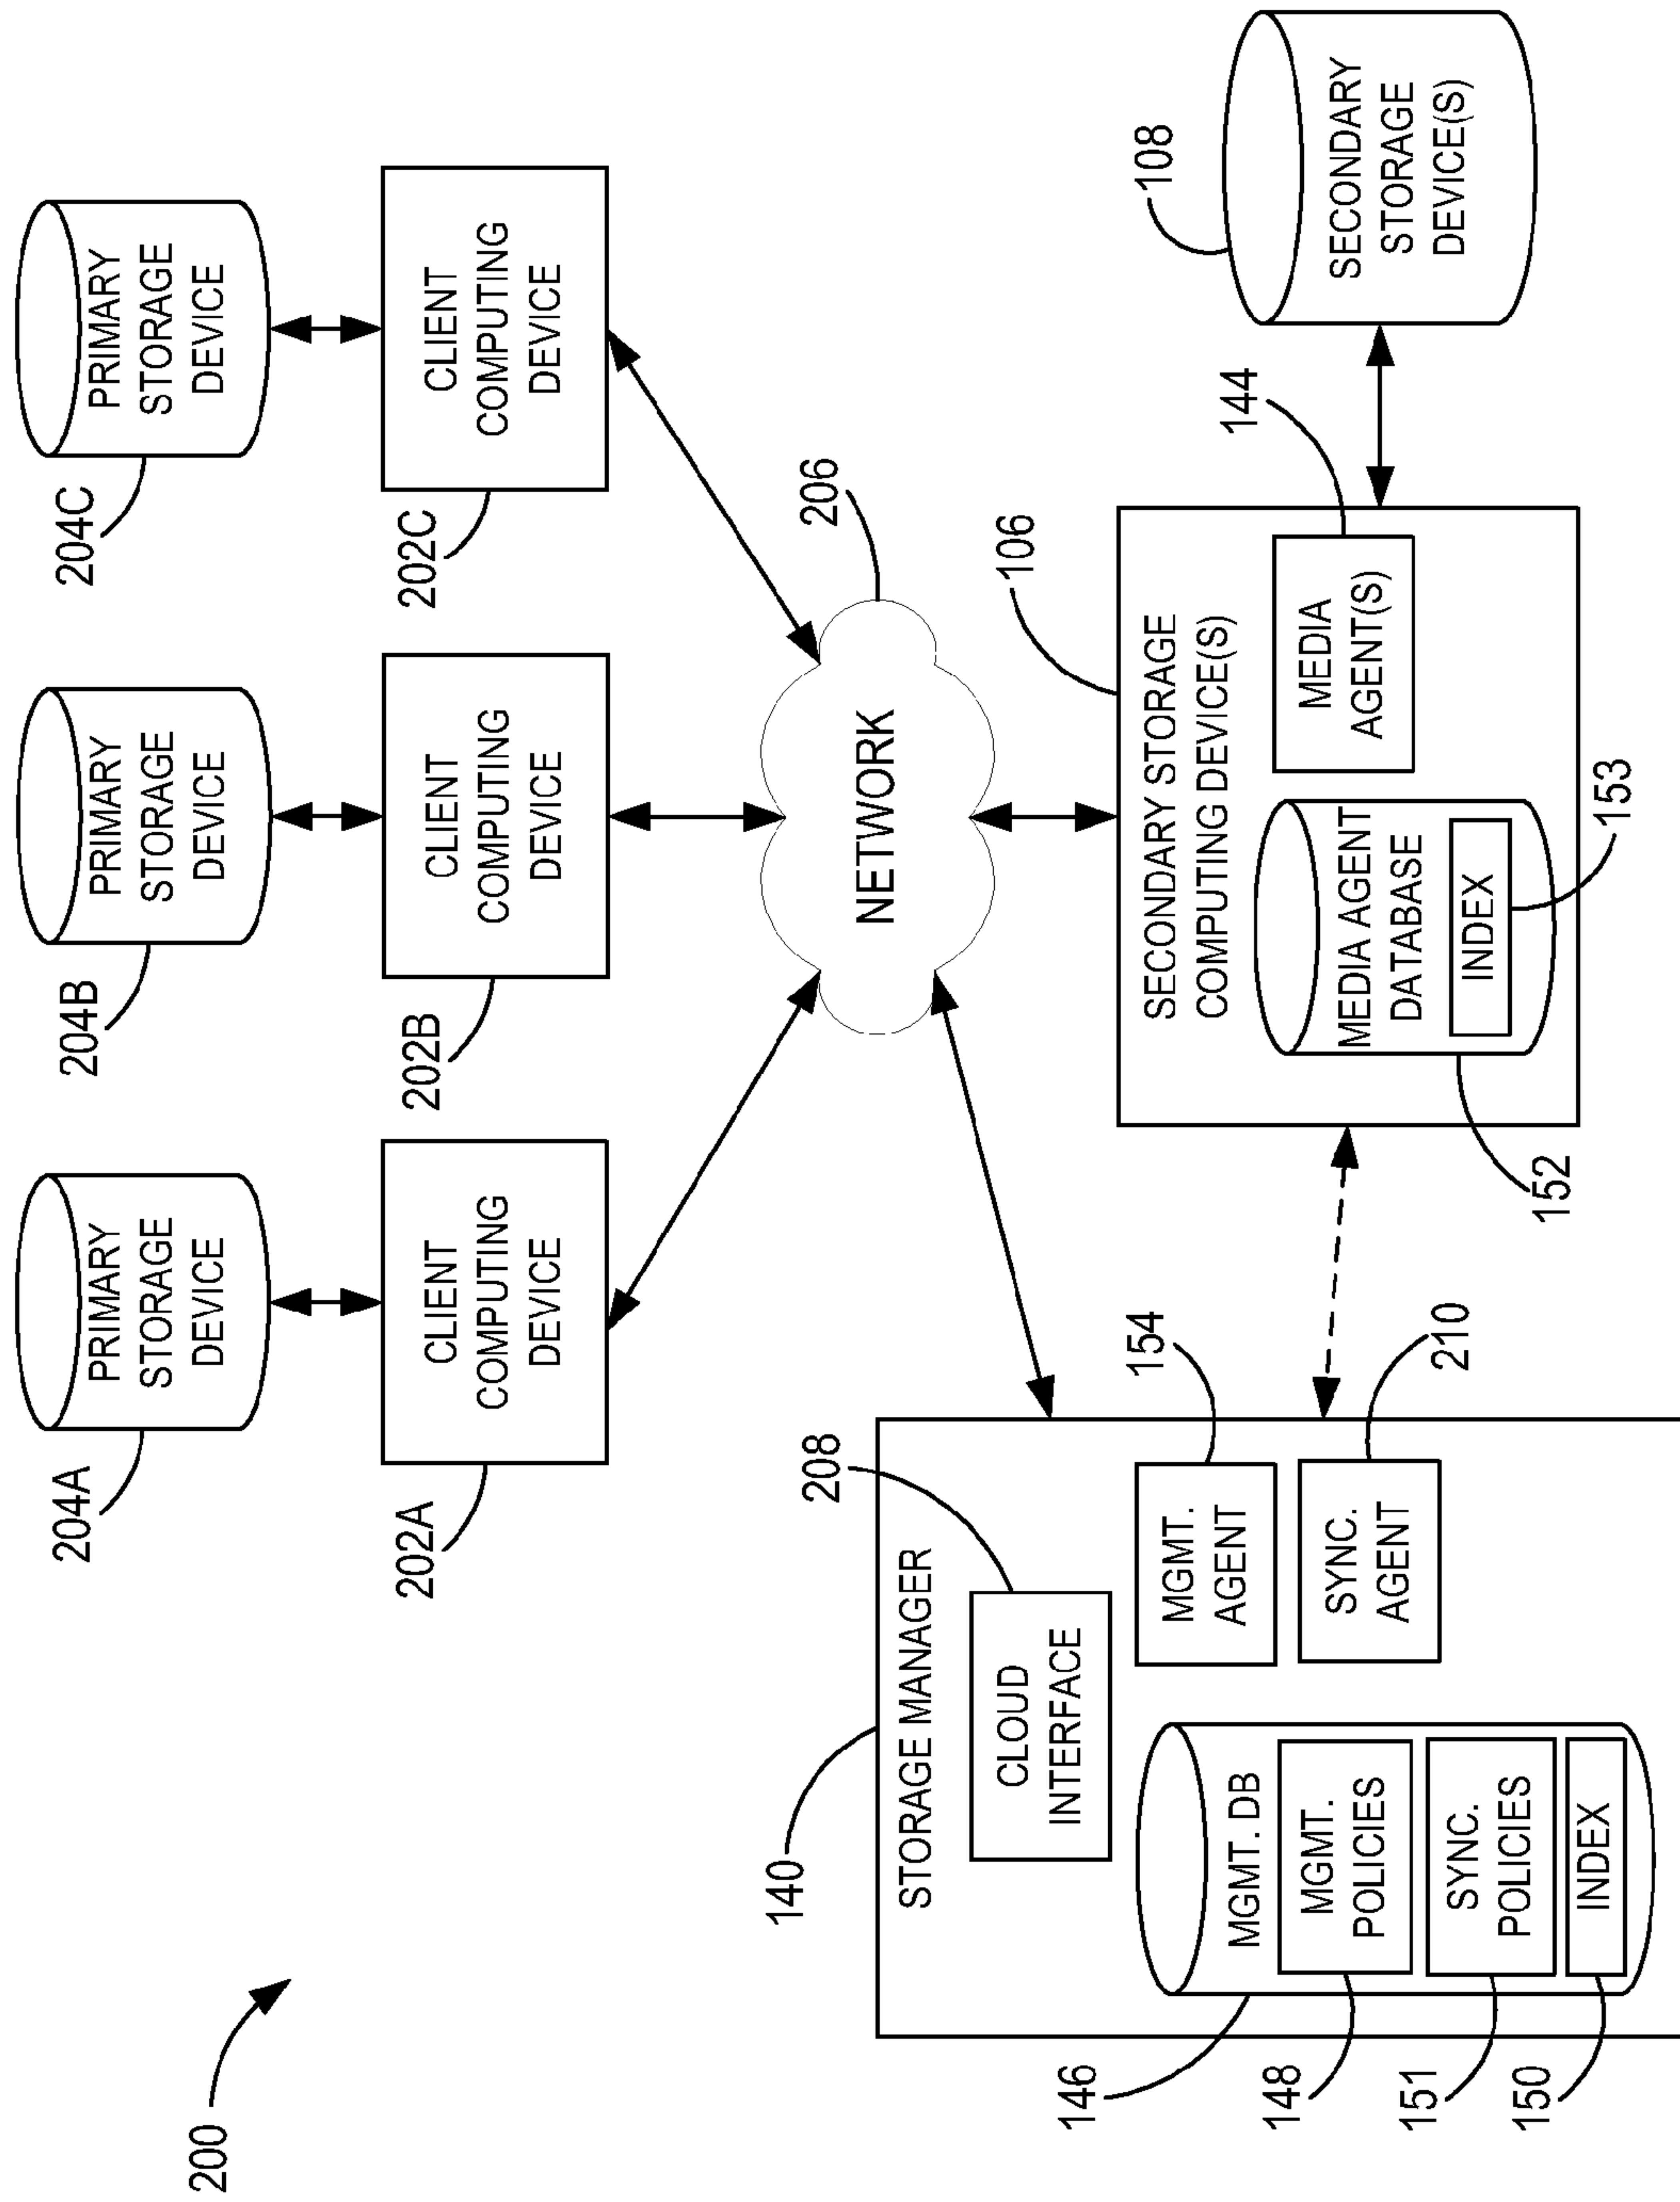 200
204A
PRIMARY
STORAGE
DEVICE
204B
PRIMARY
STORAGE
DEVICE
204C
PRIMARY
STORAGE
DEVICE
202A
CLIENT
COMPUTING
DEVICE
202B
CLIENT
COMPUTING
DEVICE
202C
CLIENT
COMPUTING
DEVICE
206
NETWORK
140
STORAGE MANAGER
208
CLOUD
INTERFACE
154
MGMT.
AGENT
210
SYNC.
AGENT
146
MGMT. DB
148
MGMT.
POLICIES
151
SYNC.
POLICIES
150
INDEX
106
SECONDARY STORAGE
COMPUTING DEVICE(S)
144
MEDIA
AGENT(S)
152
MEDIA AGENT
DATABASE
INDEX
153
108
SECONDARY
STORAGE
DEVICE(S)